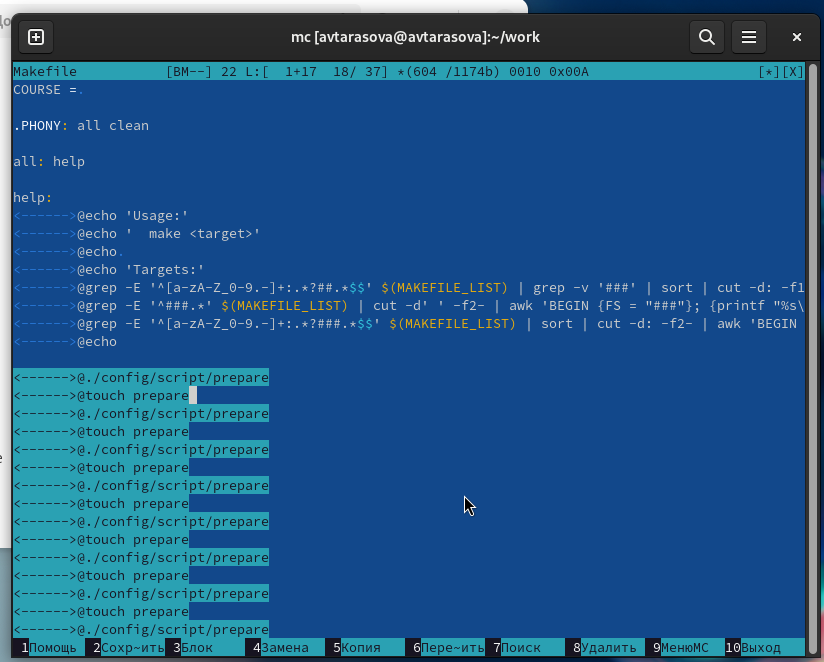 mc [avtarasova@avtarasova]:~/work
Makefile [BM--] 22 L:[ 1+17 18/ 37] *(604 /1174b) 0010 0x00A [*][X]
COURSE =.
.PHONY: all clean
all: help
help:
<------>@echo 'Usage:'
<------>@echo '  make <target>'
<------>@echo.
<------>@echo 'Targets:'
<------>@grep -E '^[a-zA-Z_0-9.-]+:.*?##.*$$' $(MAKEFILE_LIST) | grep -v '###' | sort | cut -d: -f1
<------>@grep -E '^###.*' $(MAKEFILE_LIST) | cut -d' ' -f2- | awk 'BEGIN {FS = "###"}; {printf "%s\
<------>@grep -E '^[a-zA-Z_0-9.-]+:.*?###.*$$' $(MAKEFILE_LIST) | sort | cut -d: -f2- | awk 'BEGIN
<------>@echo
<------>@./config/script/prepare
<------>@touch prepare
<------>@./config/script/prepare
<------>@touch prepare
<------>@./config/script/prepare
<------>@touch prepare
<------>@./config/script/prepare
<------>@touch prepare
<------>@./config/script/prepare
<------>@touch prepare
<------>@./config/script/prepare
<------>@touch prepare
<------>@./config/script/prepare
<------>@touch prepare
<------>@./config/script/prepare
1Помощь 2Сохр~ить 3Блок 4Замена 5Копия 6Пере~ить 7Поиск 8Удалить 9МенюMC 10Выход